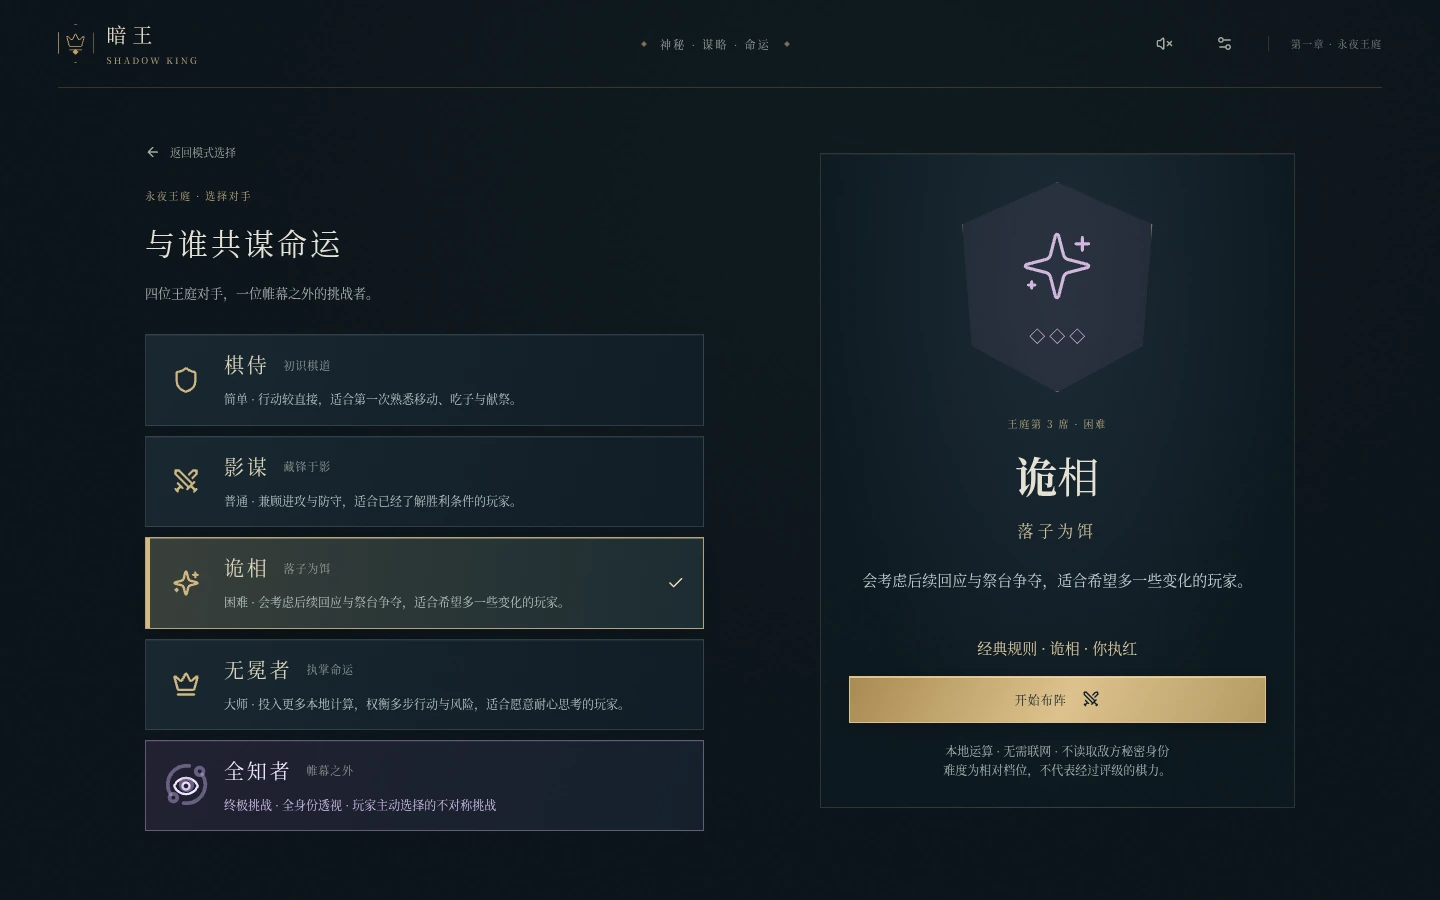 暗王
SHADOW KING
神秘 · 谋略 · 命运
第一章 · 永夜王庭
返回模式选择
永夜王庭 · 选择对手
与谁共谋命运
四位王庭对手，一位帷幕之外的挑战者。
棋侍 初识棋道
简单 · 行动较直接，适合第一次熟悉移动、吃子与献祭。
影谋 藏锋于影
普通 · 兼顾进攻与防守，适合已经了解胜利条件的玩家。
诡相 落子为饵
困难 · 会考虑后续回应与祭台争夺，适合希望多一些变化的玩家。
无冕者 执掌命运
大师 · 投入更多本地计算，权衡多步行动与风险，适合愿意耐心思考的玩家。
全知者 帷幕之外
终极挑战 · 全身份透视 · 玩家主动选择的不对称挑战
王庭第 3 席 · 困难
诡相
落子为饵
会考虑后续回应与祭台争夺，适合希望多一些变化的玩家。
经典规则 · 诡相 · 你执红
开始布阵
本地运算 · 无需联网 · 不读取敌方秘密身份
难度为相对档位，不代表经过评级的棋力。